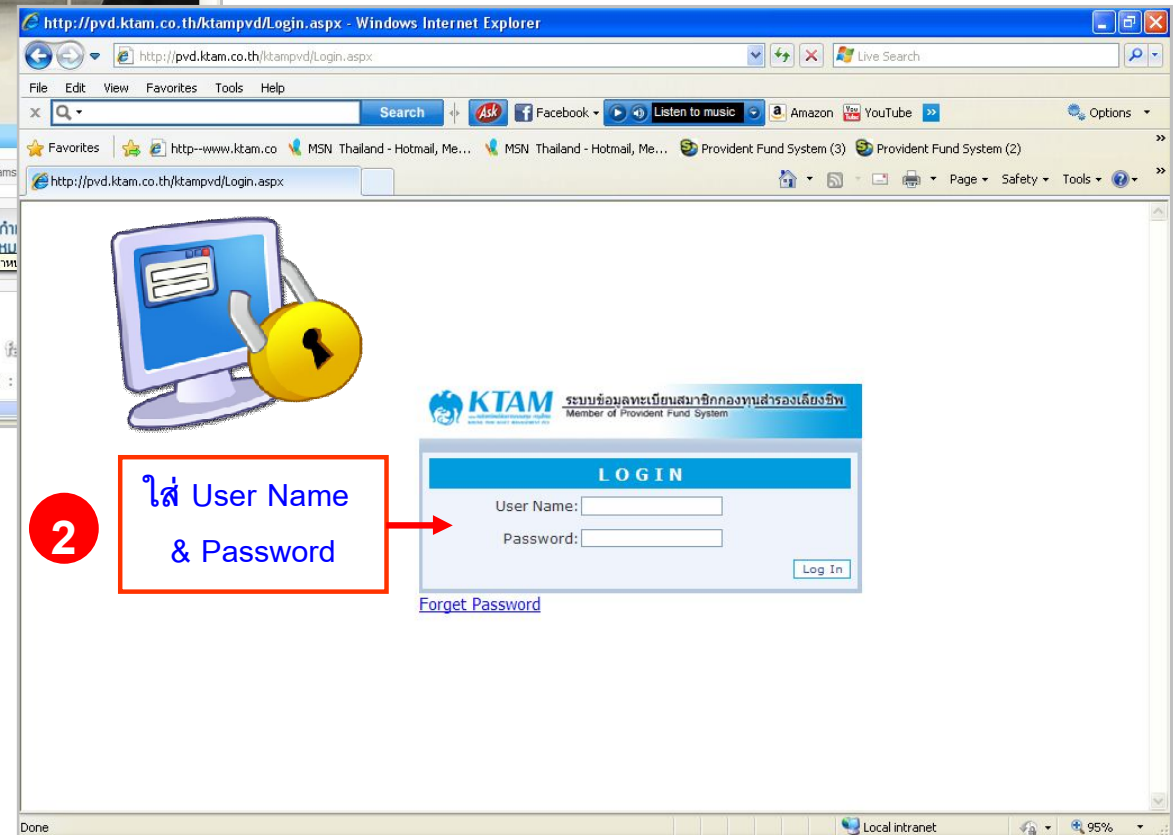 http://pvd.ktam.co.th/ktampvd/Login.aspx - Windows Internet Explorer
http://pvd.ktam.co.th/ktampvd/Login.aspx
Live Search
File Edit View Favorites Tools Help
Search
Ask
Facebook
Listen to music
Amazon
YouTube
Options
Favorites
http--www.ktam.co
MSN Thailand - Hotmail, Me...
MSN Thailand - Hotmail, Me...
Provident Fund System (3)
Provident Fund System (2)
http://pvd.ktam.co.th/ktampvd/Login.aspx
Page Safety Tools
KTAM
ระบบข้อมูลทะเบียนสมาชิกกองทุนสำรองเลี้ยงชีพ
Member of Provident Fund System
LOGIN
2
ใส่ User Name
& Password
User Name:
Password:
Log In
Forget Password
Done
Local intranet
95%